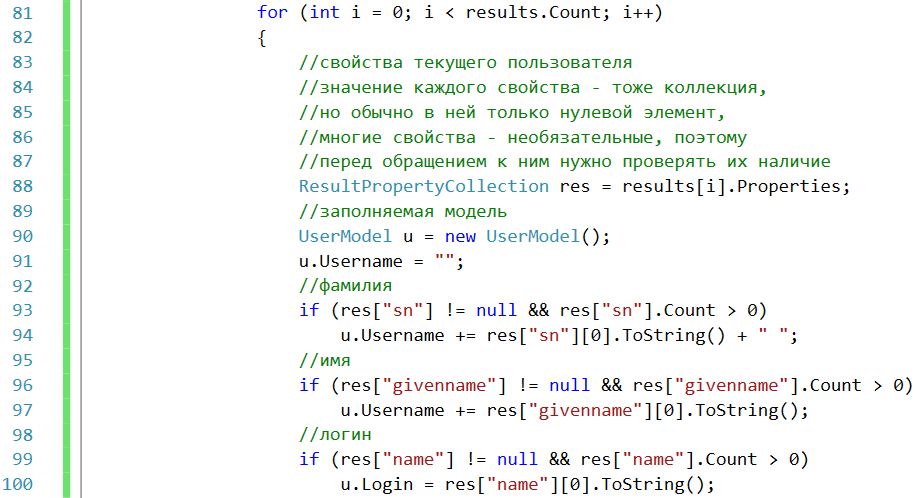 81 for (int i = 0; i < results.Count; i++)
82 {
83 //свойства текущего пользователя
84 //значение каждого свойства - тоже коллекция,
85 //но обычно в ней только нулевой элемент,
86 //многие свойства - необязательные, поэтому
87 //перед обращением к ним нужно проверять их наличие
88 ResultPropertyCollection res = results[i].Properties;
89 //заполняемая модель
90 UserModel u = new UserModel();
91 u.Username = "";
92 //фамилия
93 if (res["sn"] != null && res["sn"].Count > 0)
94 u.Username += res["sn"][0].ToString() + " ";
95 //имя
96 if (res["givenname"] != null && res["givenname"].Count > 0)
97 u.Username += res["givenname"][0].ToString();
98 //логин
99 if (res["name"] != null && res["name"].Count > 0)
100 u.Login = res["name"][0].ToString();